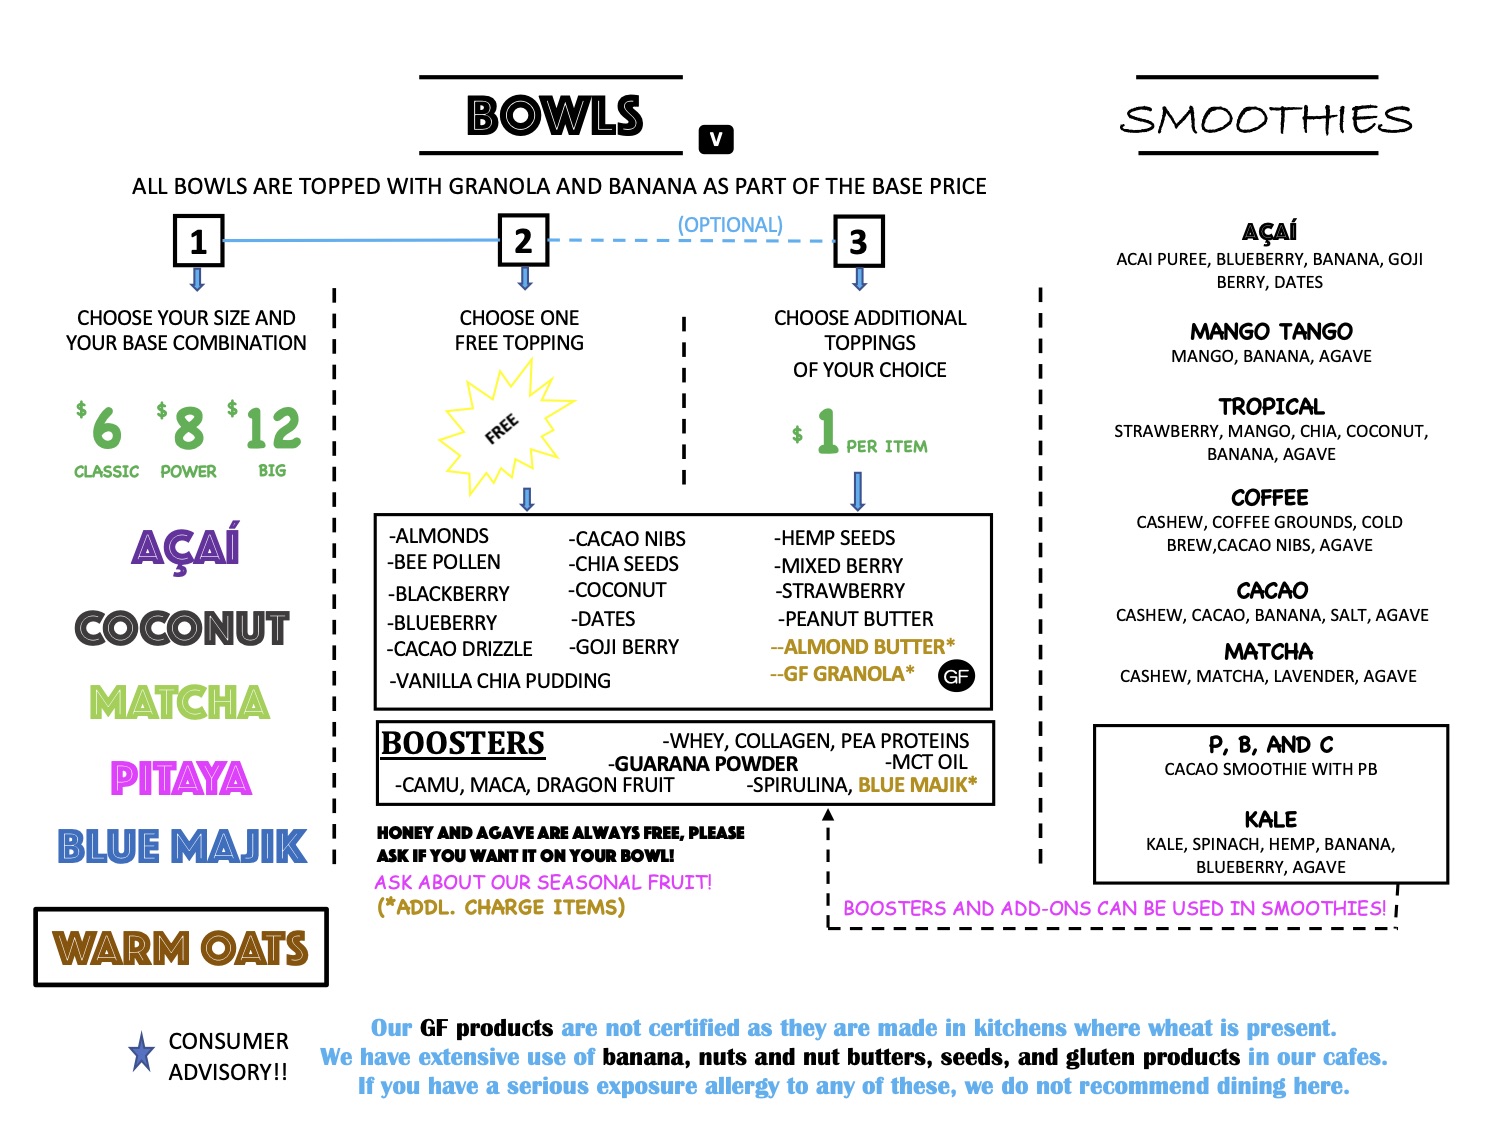 BOWLS
V
ALL BOWLS ARE TOPPED WITH GRANOLA AND BANANA AS PART OF THE BASE PRICE
1
2
(OPTIONAL)
3
CHOOSE YOUR SIZE AND
YOUR BASE COMBINATION
$6 $8 $12
CLASSIC POWER BIG
AÇAÍ
COCONUT
MATCHA
PITAYA
BLUE MAJIK
WARM OATS
CHOOSE ONE
FREE TOPPING
FREE
CHOOSE ADDITIONAL
TOPPINGS
OF YOUR CHOICE
$1 PER ITEM
-ALMONDS
-BEE POLLEN
-BLACKBERRY
-BLUEBERRY
-CACAO DRIZZLE
-VANILLA CHIA PUDDING
-CACAO NIBS
-CHIA SEEDS
-COCONUT
-DATES
-GOJI BERRY
-HEMP SEEDS
-MIXED BERRY
-STRAWBERRY
-PEANUT BUTTER
--ALMOND BUTTER*
--GF GRANOLA*
GF
BOOSTERS
-WHEY, COLLAGEN, PEA PROTEINS
-GUARANA POWDER
-MCT OIL
-CAMU, MACA, DRAGON FRUIT
-SPIRULINA, BLUE MAJIK*
HONEY AND AGAVE ARE ALWAYS FREE, PLEASE
ASK IF YOU WANT IT ON YOUR BOWL!
ASK ABOUT OUR SEASONAL FRUIT!
(*ADDL. CHARGE ITEMS)
SMOOTHIES
AÇAÍ
ACAI PUREE, BLUEBERRY, BANANA, GOJI
BERRY, DATES
MANGO TANGO
MANGO, BANANA, AGAVE
TROPICAL
STRAWBERRY, MANGO, CHIA, COCONUT,
BANANA, AGAVE
COFFEE
CASHEW, COFFEE GROUNDS, COLD
BREW,CACAO NIBS, AGAVE
CACAO
CASHEW, CACAO, BANANA, SALT, AGAVE
MATCHA
CASHEW, MATCHA, LAVENDER, AGAVE
P, B, AND C
CACAO SMOOTHIE WITH PB
KALE
KALE, SPINACH, HEMP, BANANA,
BLUEBERRY, AGAVE
BOOSTERS AND ADD-ONS CAN BE USED IN SMOOTHIES!
CONSUMER
ADVISORY!!
Our GF products are not certified as they are made in kitchens where wheat is present.
We have extensive use of banana, nuts and nut butters, seeds, and gluten products in our cafes.
If you have a serious exposure allergy to any of these, we do not recommend dining here.